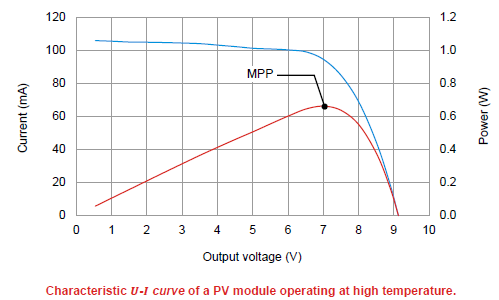 120
100
80
60
40
20
0
Current (mA)
1.2
1.0
0.8
0.6
0.4
0.2
0.0
Power (W)
MPP
0 1 2 3 4 5 6 7 8 9 10
Output voltage (V)
Characteristic U-I curve of a PV module operating at high temperature.